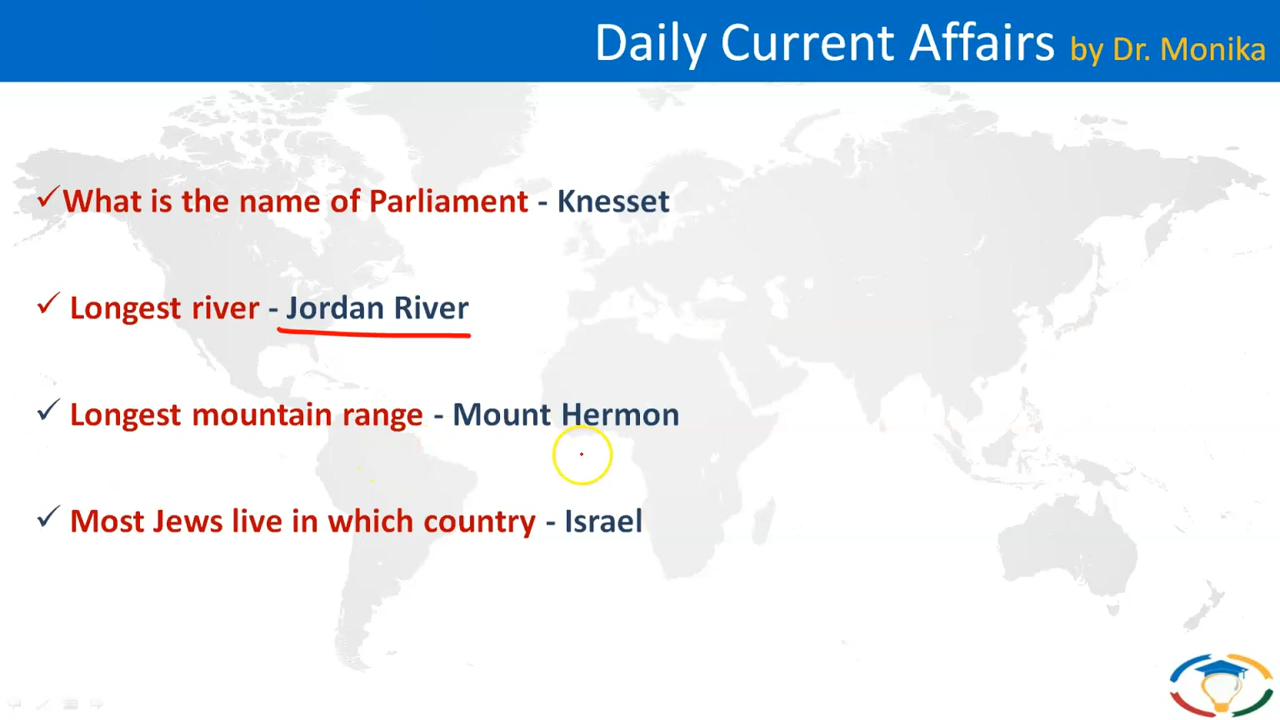 Daily Current Affairs by Dr. Monika
✓What is the name of Parliament - Knesset
✓ Longest river - Jordan River
✓ Longest mountain range - Mount Hermon
✓ Most Jews live in which country - Israel